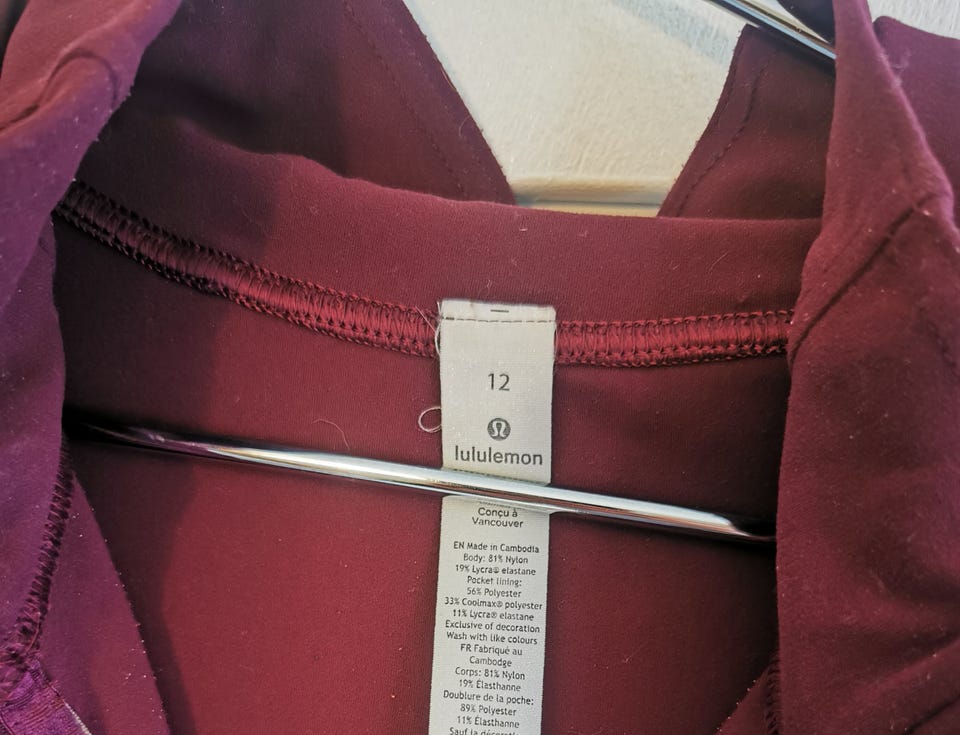 12
lululemon
Conçu à
Vancouver
EN Made in Cambodia
Body: 81% Nylon
19% Lycra® elastane
Pocket lining:
56% Polyester
33% Coolmax® polyester
11% Lycra® elastane
Exclusive of decoration
Wash with like colours
FR Fabriqué au
Cambodge
Corps: 81% Nylon
19% Élasthanne
Doublure de la poche:
89% Polyester
11% Élasthanne
Sauf la